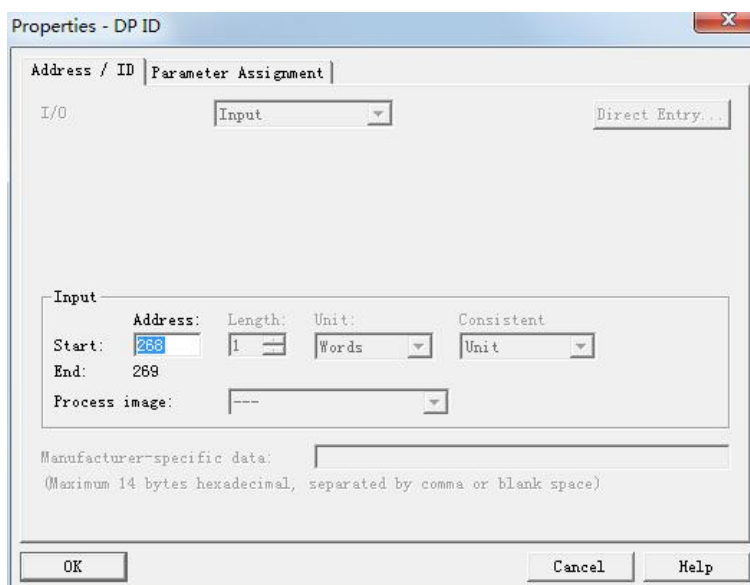 Properties - DP ID
Address / ID Parameter Assignment
I/O Input Direct Entry...
Input
Address: Length: Unit: Consistent
Start: 268 1 Words Unit
End: 269
Process image: ---
Manufacturer-specific data:
(Maximum 14 bytes hexadecimal, separated by comma or blank space)
OK Cancel Help